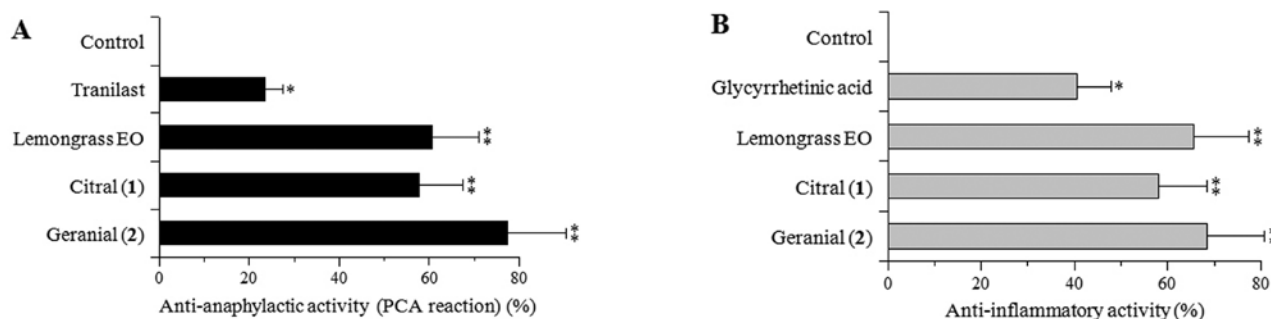 A
Control
Tranilast
*
Lemongrass EO
**
Citral (1)
**
Geranial (2)
**
0 20 40 60 80
Anti-anaphylactic activity (PCA reaction) (%)
B
Control
Glycyrrhetinic acid
*
Lemongrass EO
**
Citral (1)
**
Geranial (2)
0 20 40 60 80
Anti-inflammatory activity (%)